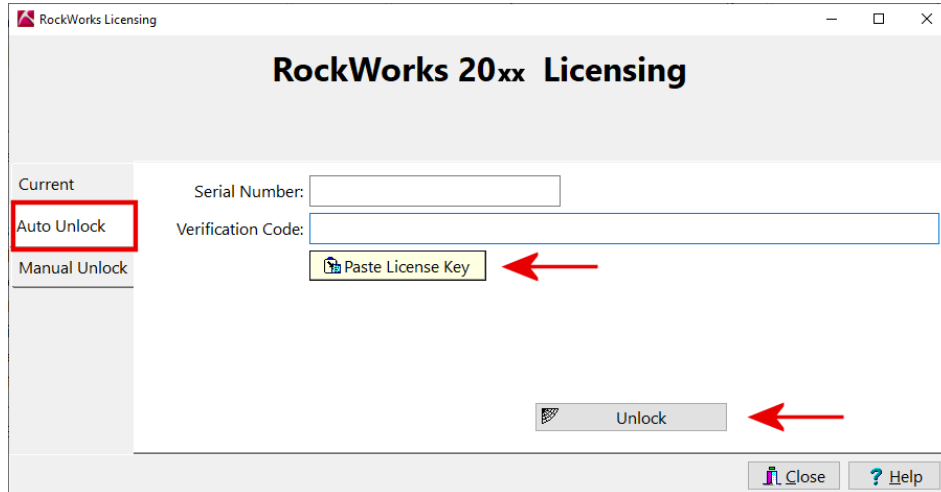 RockWorks Licensing
RockWorks 20xx Licensing
Current
Serial Number:
Auto Unlock
Verification Code:
Manual Unlock
Paste License Key
Unlock
Close
? Help